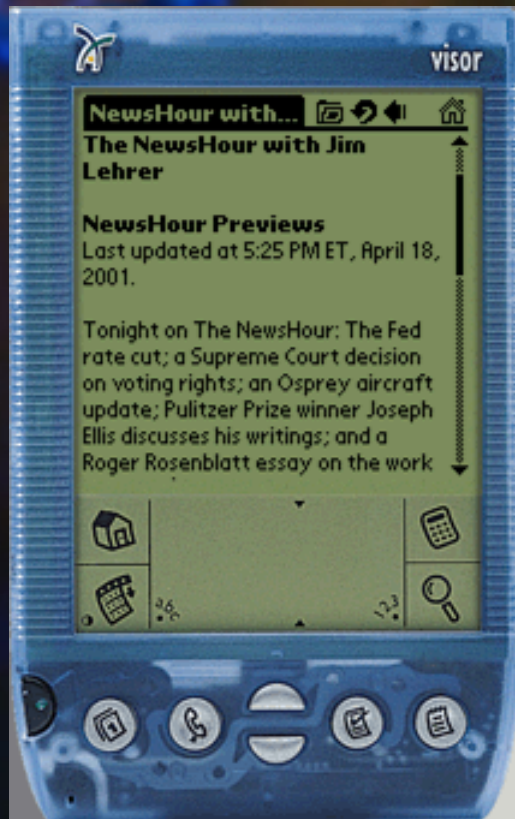 visor
NewsHour with...
The NewsHour with Jim
Lehrer
NewsHour Previews
Last updated at 5:25 PM ET, April 18,
2001.
Tonight on The NewsHour: The Fed
rate cut; a Supreme Court decision
on voting rights; an Osprey aircraft
update; Pulitzer Prize winner Joseph
Ellis discusses his writings; and a
Roger Rosenblatt essay on the work
abc
123